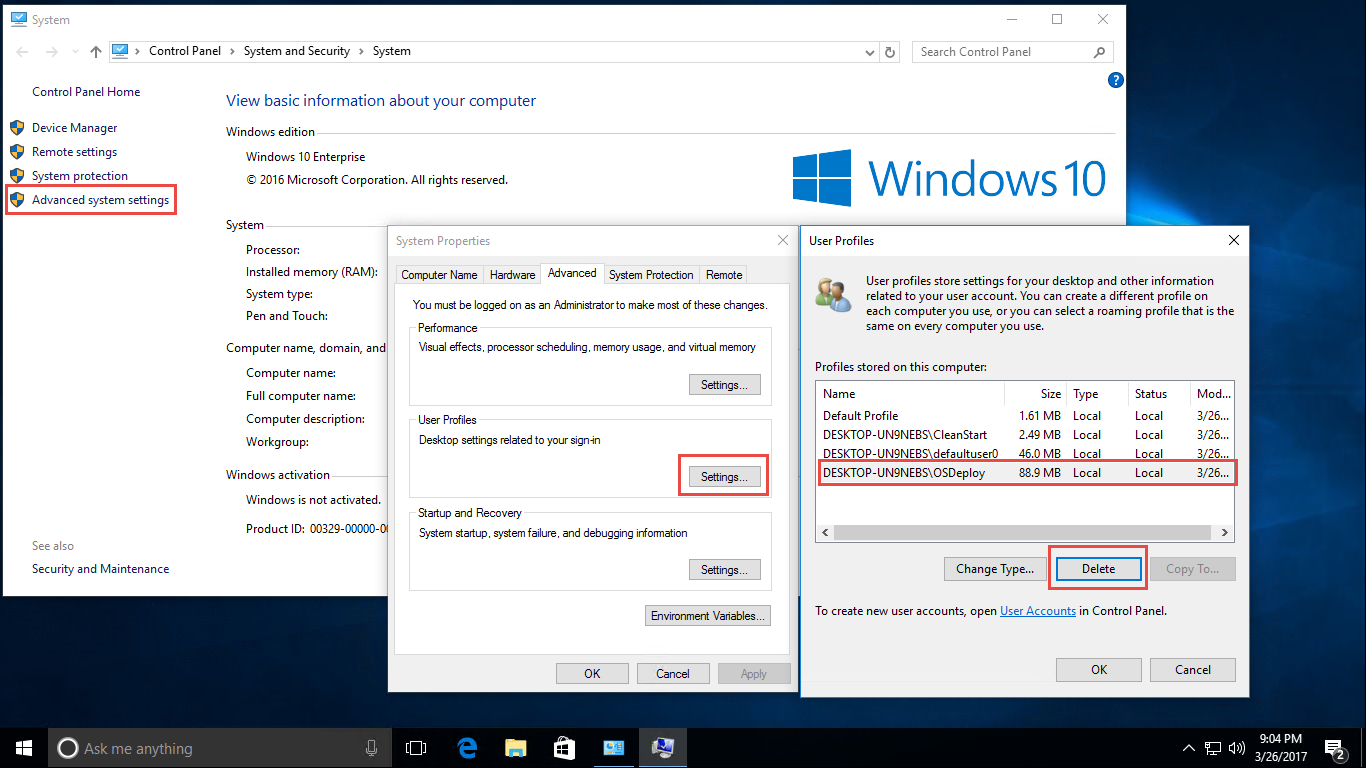 System
Control Panel > System and Security > System
Search Control Panel
Control Panel Home
Device Manager
Remote settings
System protection
Advanced system settings
See also
Security and Maintenance
?
View basic information about your computer
Windows edition
Windows 10 Enterprise
© 2016 Microsoft Corporation. All rights reserved.
Windows 10
System
Processor:
Installed memory (RAM):
System type:
Pen and Touch:
Computer name, domain, and
Computer name:
Full computer name:
Computer description:
Workgroup:
Windows activation
Windows is not activated.
Product ID: 00329-00000-00
System Properties
Computer Name Hardware Advanced System Protection Remote
You must be logged on as an Administrator to make most of these changes.
Performance
Visual effects, processor scheduling, memory usage, and virtual memory
Settings...
User Profiles
Desktop settings related to your sign-in
Settings...
Startup and Recovery
System startup, system failure, and debugging information
Settings...
Environment Variables...
OK Cancel Apply
User Profiles
User profiles store settings for your desktop and other information
related to your user account. You can create a different profile on
each computer you use, or you can select a roaming profile that is the
same on every computer you use.
Profiles stored on this computer:
Name Size Type Status Mod...
Default Profile 1.61 MB Local Local 3/26...
DESKTOP-UN9NEBS\CleanStart 2.49 MB Local Local 3/26...
DESKTOP-UN9NEBS\defaultuser0 46.0 MB Local Local 3/26...
DESKTOP-UN9NEBS\OSDeploy 88.9 MB Local Local 3/26...
Change Type... Delete Copy To...
To create new user accounts, open User Accounts in Control Panel.
OK Cancel
Ask me anything
9:04 PM
3/26/2017
2